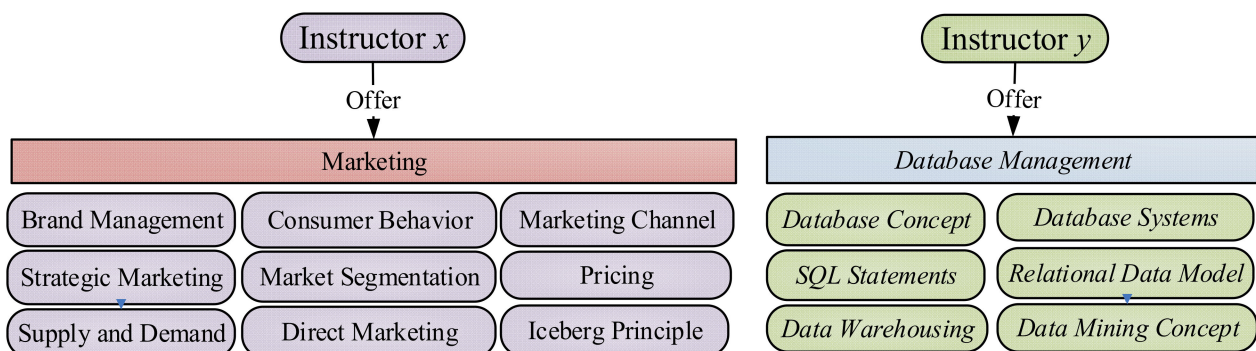 Instructor x
Offer
Marketing
Brand Management
Consumer Behavior
Marketing Channel
Strategic Marketing
Market Segmentation
Pricing
Supply and Demand
Direct Marketing
Iceberg Principle
Instructor y
Offer
Database Management
Database Concept
Database Systems
SQL Statements
Relational Data Model
Data Warehousing
Data Mining Concept